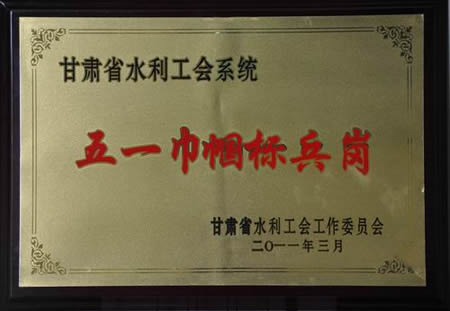 甘肃省水利工会系统
五一巾帼标兵岗
甘肃省水利工会工作委员会
二〇一一年三月